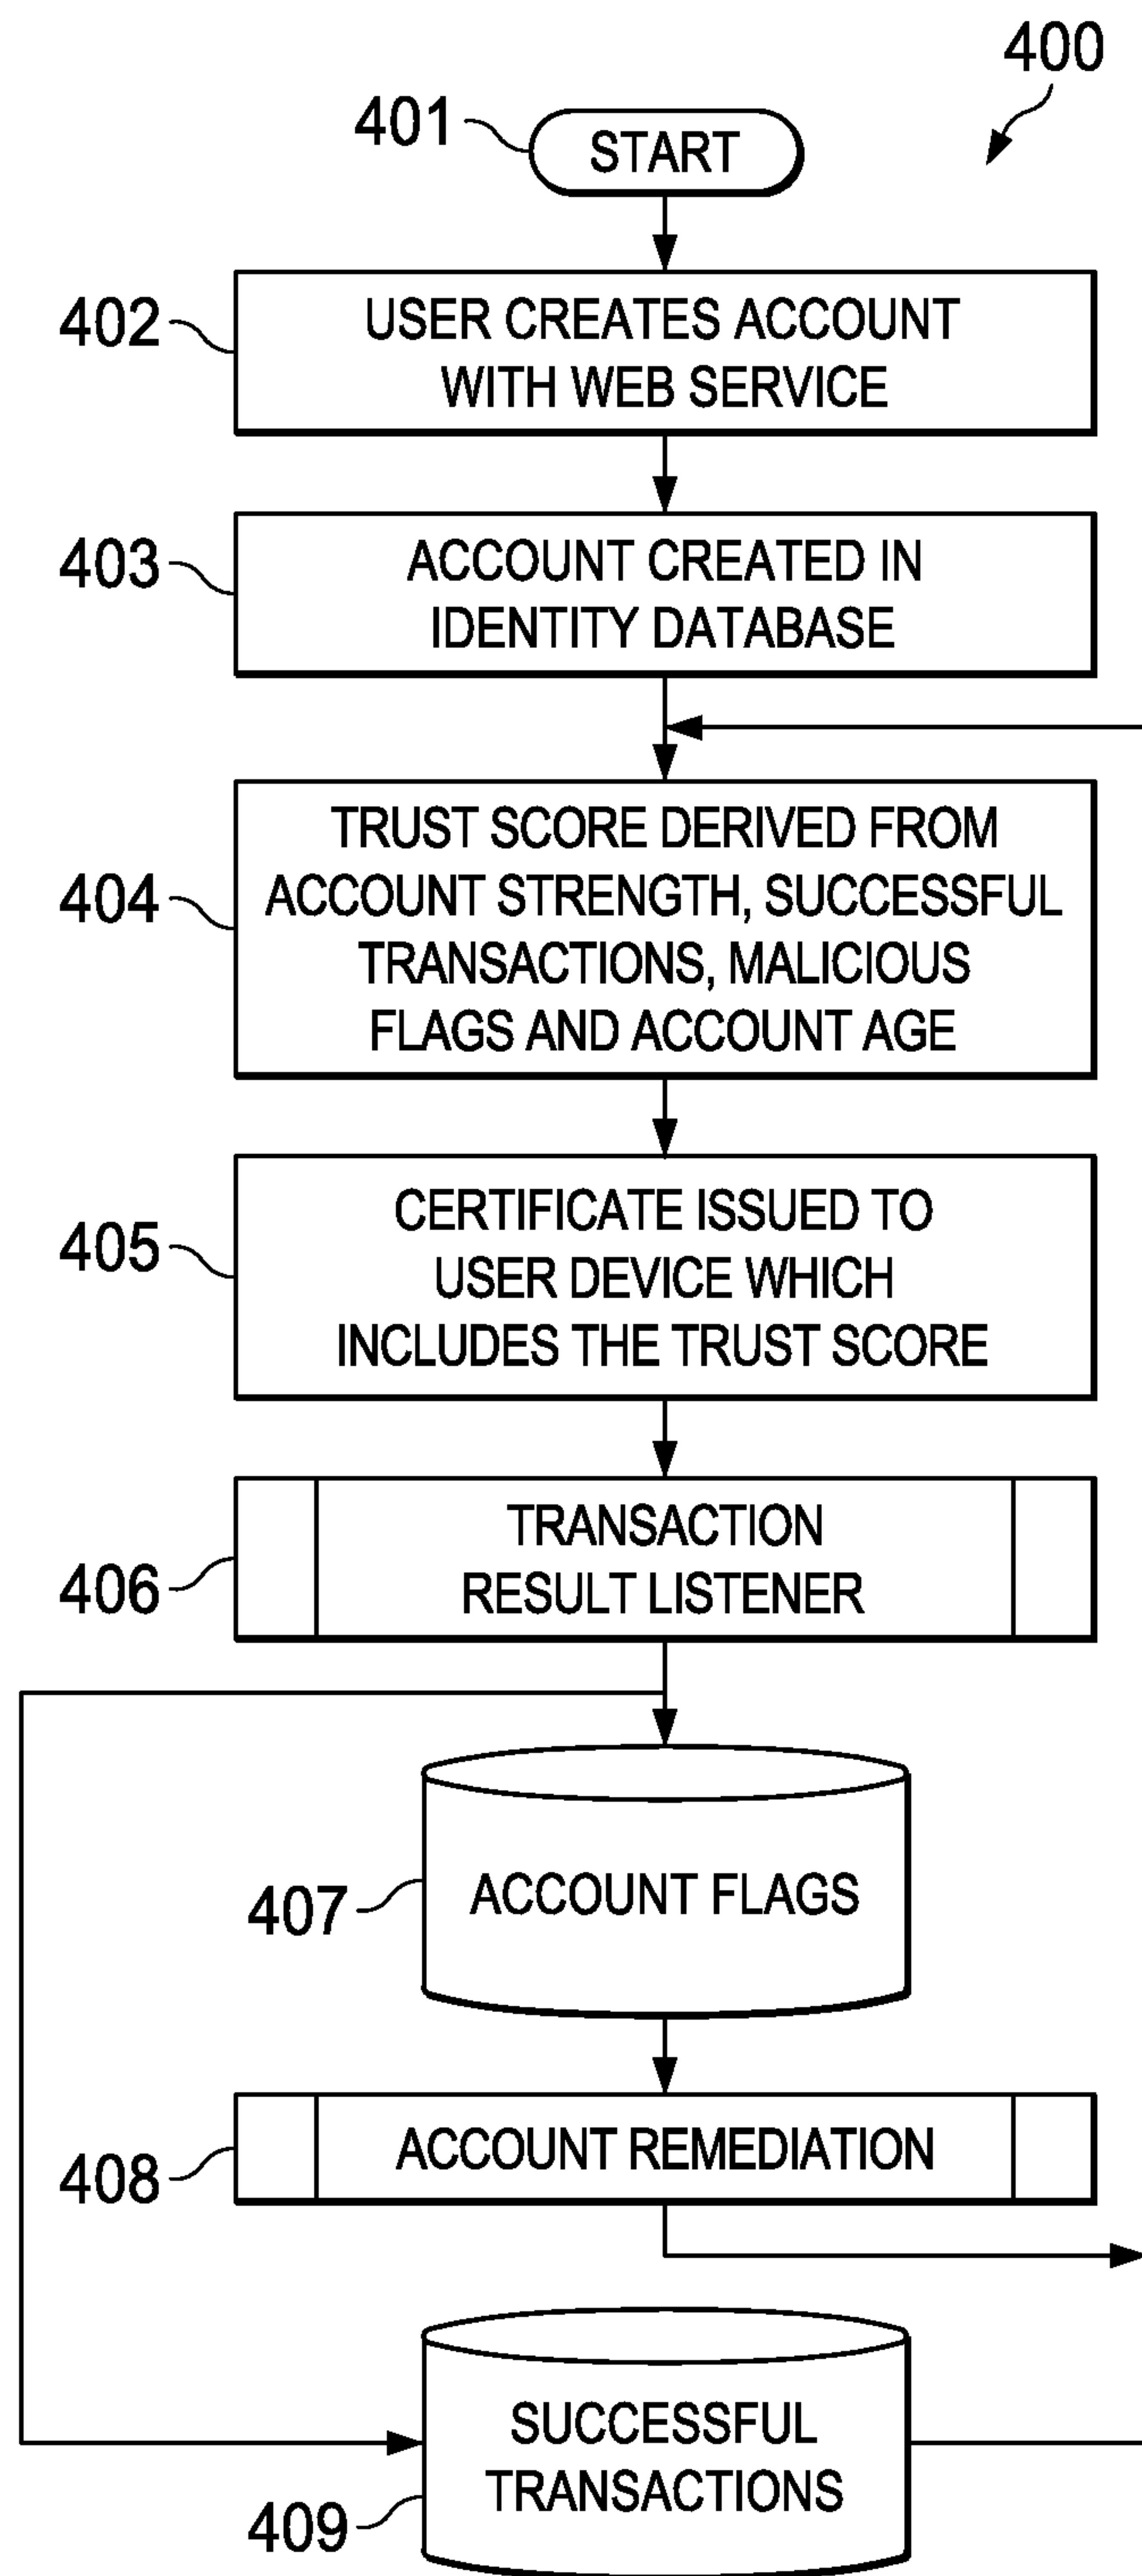 400
401
START
402
USER CREATES ACCOUNT
WITH WEB SERVICE
403
ACCOUNT CREATED IN
IDENTITY DATABASE
404
TRUST SCORE DERIVED FROM
ACCOUNT STRENGTH, SUCCESSFUL
TRANSACTIONS, MALICIOUS
FLAGS AND ACCOUNT AGE
405
CERTIFICATE ISSUED TO
USER DEVICE WHICH
INCLUDES THE TRUST SCORE
406
TRANSACTION
RESULT LISTENER
407
ACCOUNT FLAGS
408
ACCOUNT REMEDIATION
409
SUCCESSFUL
TRANSACTIONS